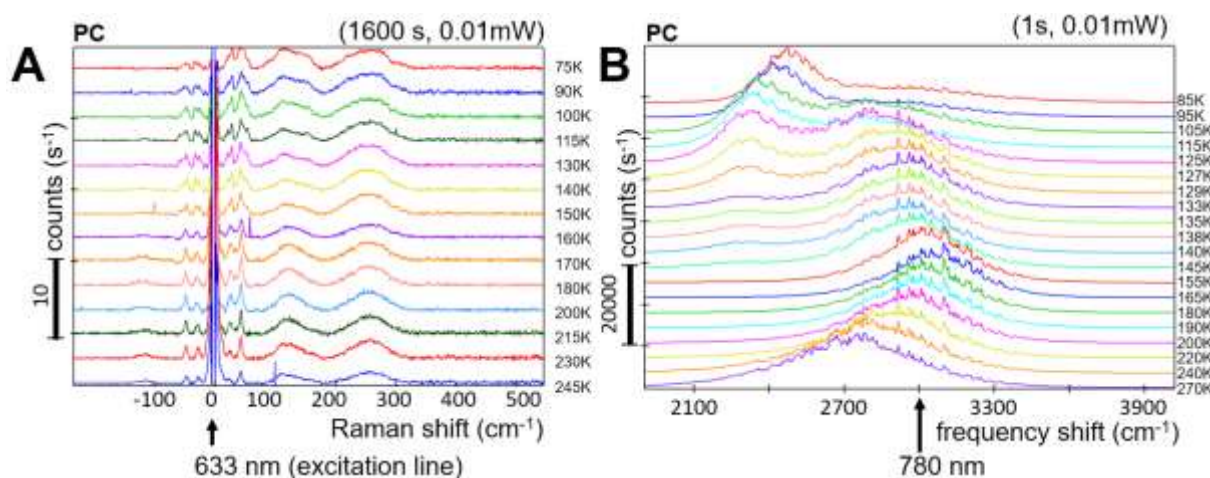 A
PC
(1600 s, 0.01mW)
75K
90K
100K
115K
130K
140K
150K
160K
170K
180K
200K
215K
230K
245K
counts (s-1)
10
-100 0 100 200 300 400 500
Raman shift (cm-1)
633 nm (excitation line)
B
PC
(1s, 0.01mW)
85K
95K
105K
115K
125K
127K
129K
133K
135K
138K
140K
145K
155K
165K
180K
190K
200K
220K
240K
270K
counts (s-1)
20000
2100 2700 3300 3900
frequency shift (cm-1)
780 nm